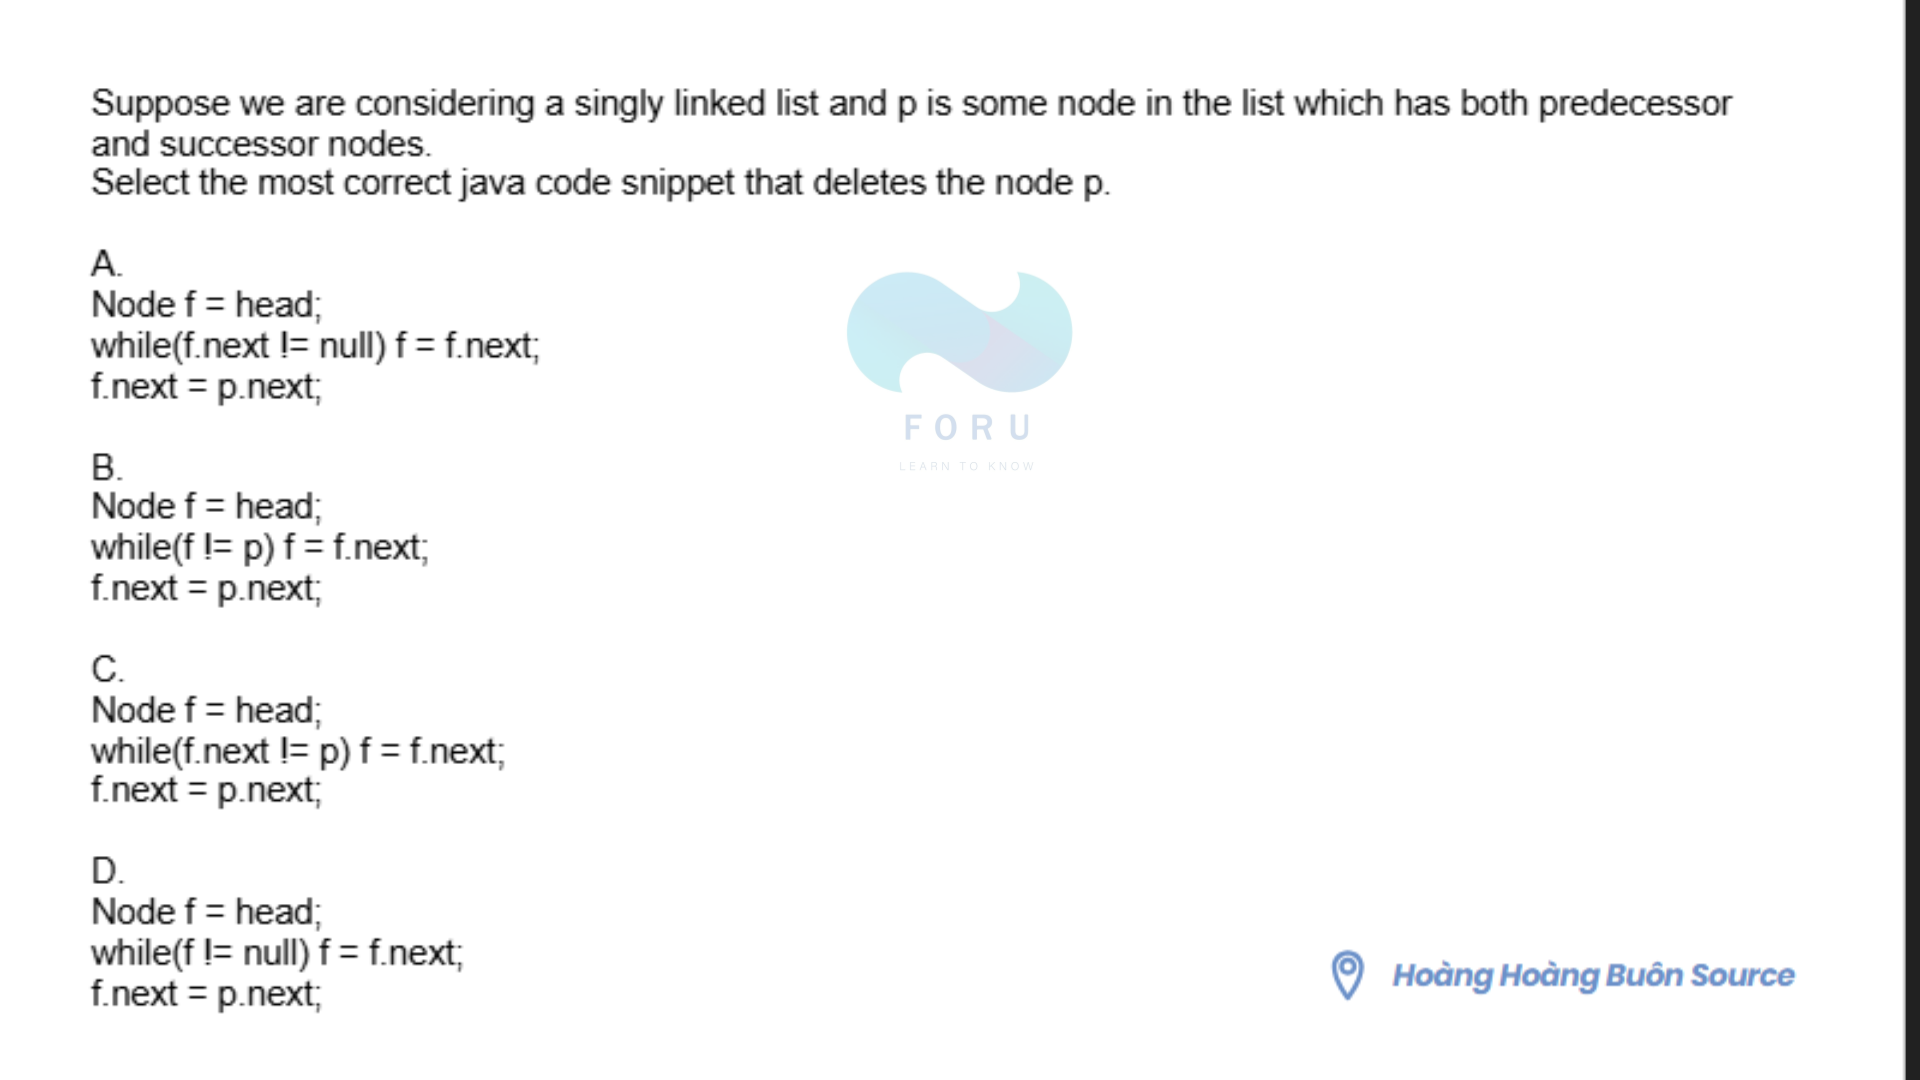 Suppose we are considering a singly linked list and p is some node in the list which has both predecessor
and successor nodes.
Select the most correct java code snippet that deletes the node p.
A.
Node f = head;
while(f.next != null) f = f.next;
f.next = p.next;
B.
Node f = head;
while(f != p) f = f.next;
f.next = p.next;
C.
Node f = head;
while(f.next != p) f = f.next;
f.next = p.next;
D.
Node f = head;
while(f != null) f = f.next;
f.next = p.next;
FORU
LEARN TO KNOW
Hoàng Hoàng Buôn Source